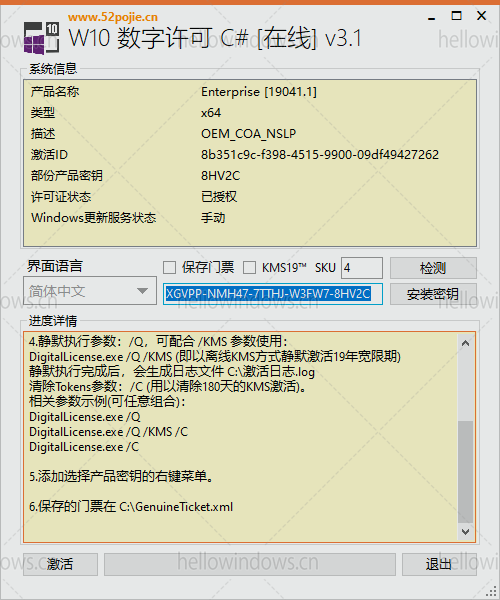 www.52pojie.cn
W10 数字许可 C# [在线] v3.1
系统信息
产品名称 Enterprise [19041.1]
类型 x64
描述 OEM_COA_NSLP
激活ID 8b351c9c-f398-4515-9900-09df49427262
部份产品密钥 8HV2C
许可证状态 已授权
Windows更新服务状态 手动
界面语言 保存门票 KMS19™ SKU 4 检测
简体中文 XGVPP-NMH47-7TTHJ-W3FW7-8HV2C 安装密钥
进度详情
4.静默执行参数: /Q, 可配合 /KMS 参数使用:
DigitalLicense.exe /Q /KMS (即以离线KMS方式静默激活19年宽限期)
静默执行完成后，会生成日志文件 C:\激活日志.log
清除Tokens参数: /C (用以清除180天的KMS激活)。
相关参数示例(可任意组合):
DigitalLicense.exe /Q
DigitalLicense.exe /Q /KMS /C
DigitalLicense.exe /C
5.添加选择产品密钥的右键菜单。
6.保存的门票在 C:\GenuineTicket.xml
激活 退出
hellowindows.cn